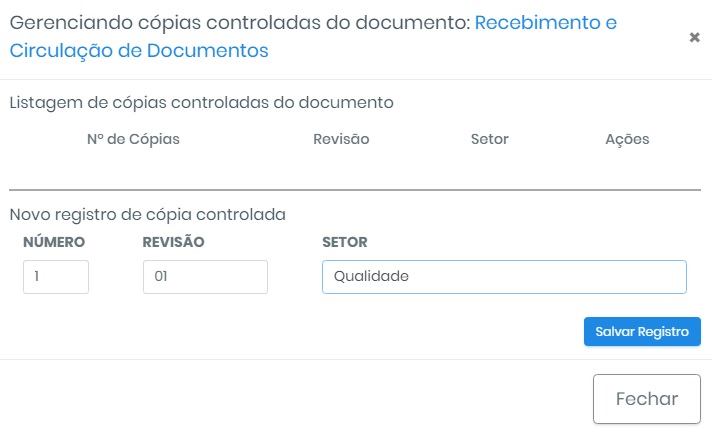 Gerenciando cópias controladas do documento: Recebimento e
Circulação de Documentos
×
Listagem de cópias controladas do documento
Nº de Cópias Revisão Setor Ações
Novo registro de cópia controlada
NÚMERO REVISÃO SETOR
1 01 Qualidade
Salvar Registro
Fechar